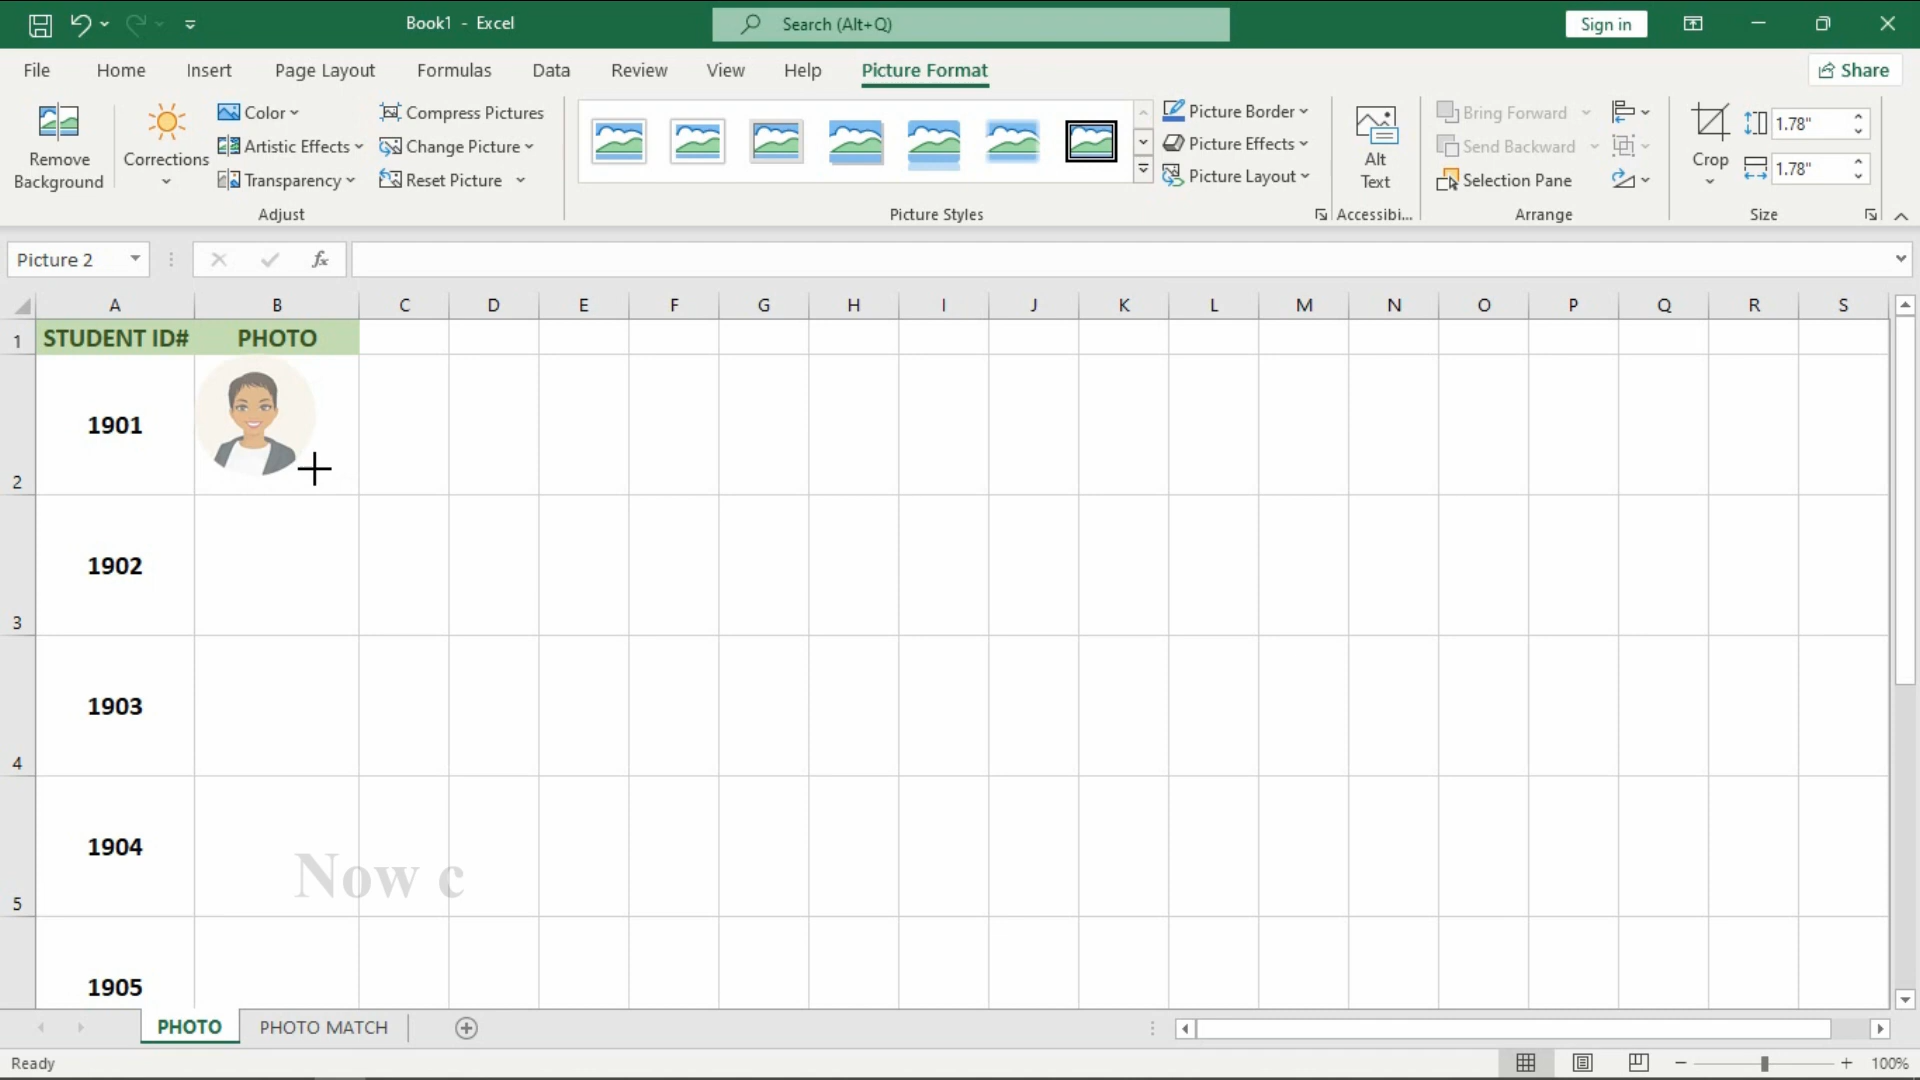 Book1 - Excel
Search (Alt+Q)
Sign in
File
Home
Insert
Page Layout
Formulas
Data
Review
View
Help
Picture Format
Share
Remove Background
Corrections
Color
Artistic Effects
Transparency
Compress Pictures
Change Picture
Reset Picture
Adjust
Picture Styles
Picture Border
Picture Effects
Picture Layout
Alt Text
Accessibi...
Bring Forward
Send Backward
Selection Pane
Arrange
Crop
1.78"
1.78"
Size
Picture 2
fx
A B C D E F G H I J K L M N O P Q R S
1 STUDENT ID# PHOTO
1901
2
1902
3
1903
4
1904
Now c
5
1905
PHOTO
PHOTO MATCH
Ready
100%